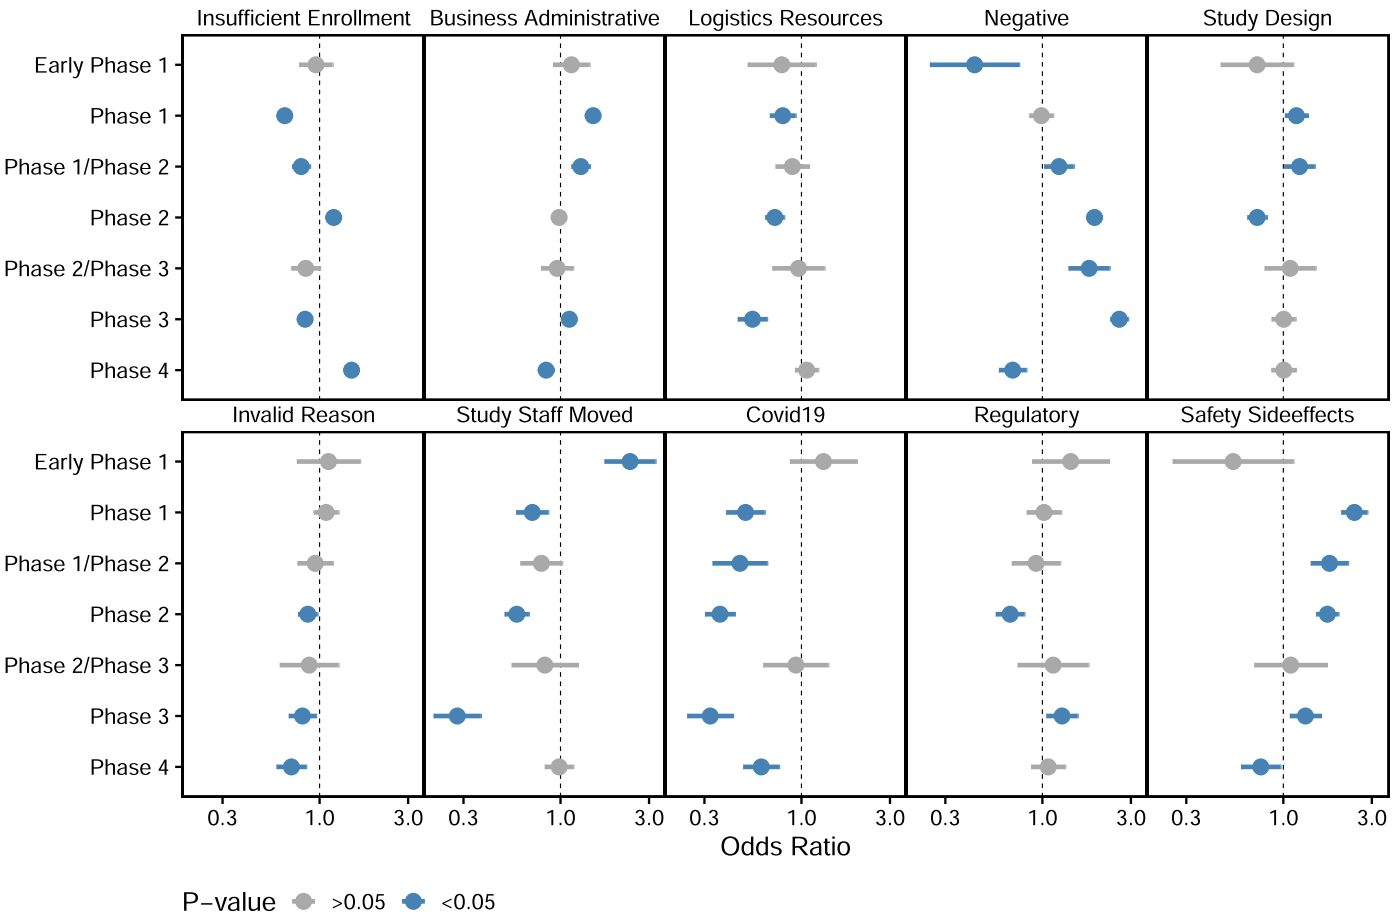 Insufficient Enrollment Business Administrative Logistics Resources Negative Study Design
Early Phase 1
Phase 1
Phase 1/Phase 2
Phase 2
Phase 2/Phase 3
Phase 3
Phase 4
Invalid Reason Study Staff Moved Covid19 Regulatory Safety Sideeffects
Early Phase 1
Phase 1
Phase 1/Phase 2
Phase 2
Phase 2/Phase 3
Phase 3
Phase 4
0.3 1.0 3.0 0.3 1.0 3.0 0.3 1.0 3.0 0.3 1.0 3.0 0.3 1.0 3.0
Odds Ratio
P−value >0.05 <0.05